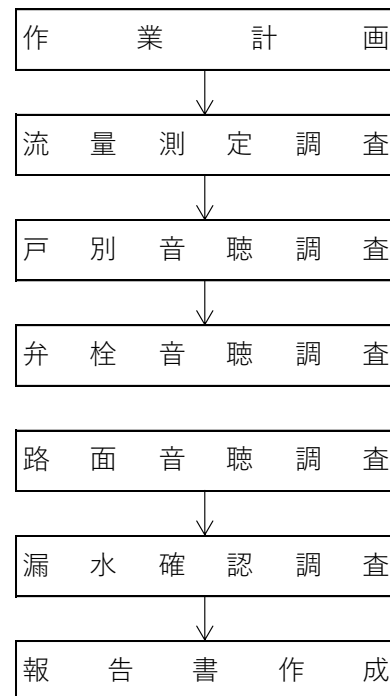 作業計画
流量測定調査
戸別音聴調査
弁栓音聴調査
路面音聴調査
漏水確認調査
報告書作成